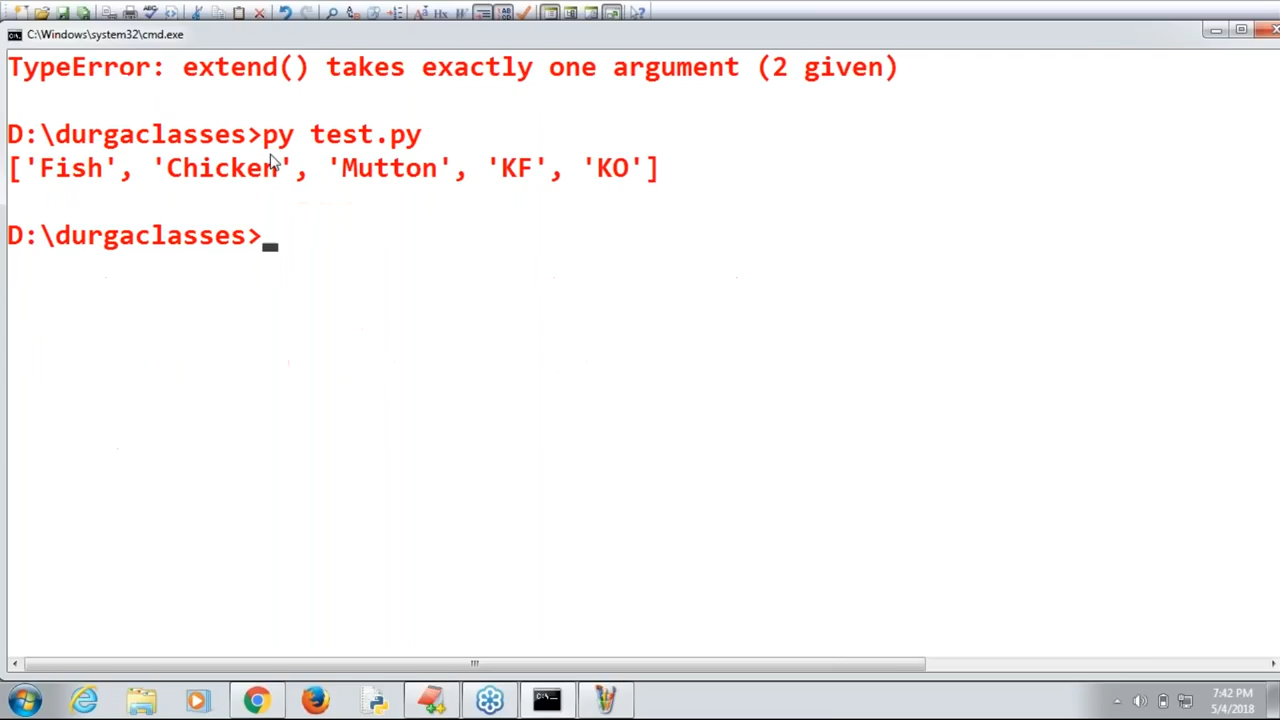 C:\Windows\system32\cmd.exe
TypeError: extend() takes exactly one argument (2 given)
D:\durgaclasses>py test.py
['Fish', 'Chicken', 'Mutton', 'KF', 'KO']
D:\durgaclasses>
7:42 PM
5/4/2018